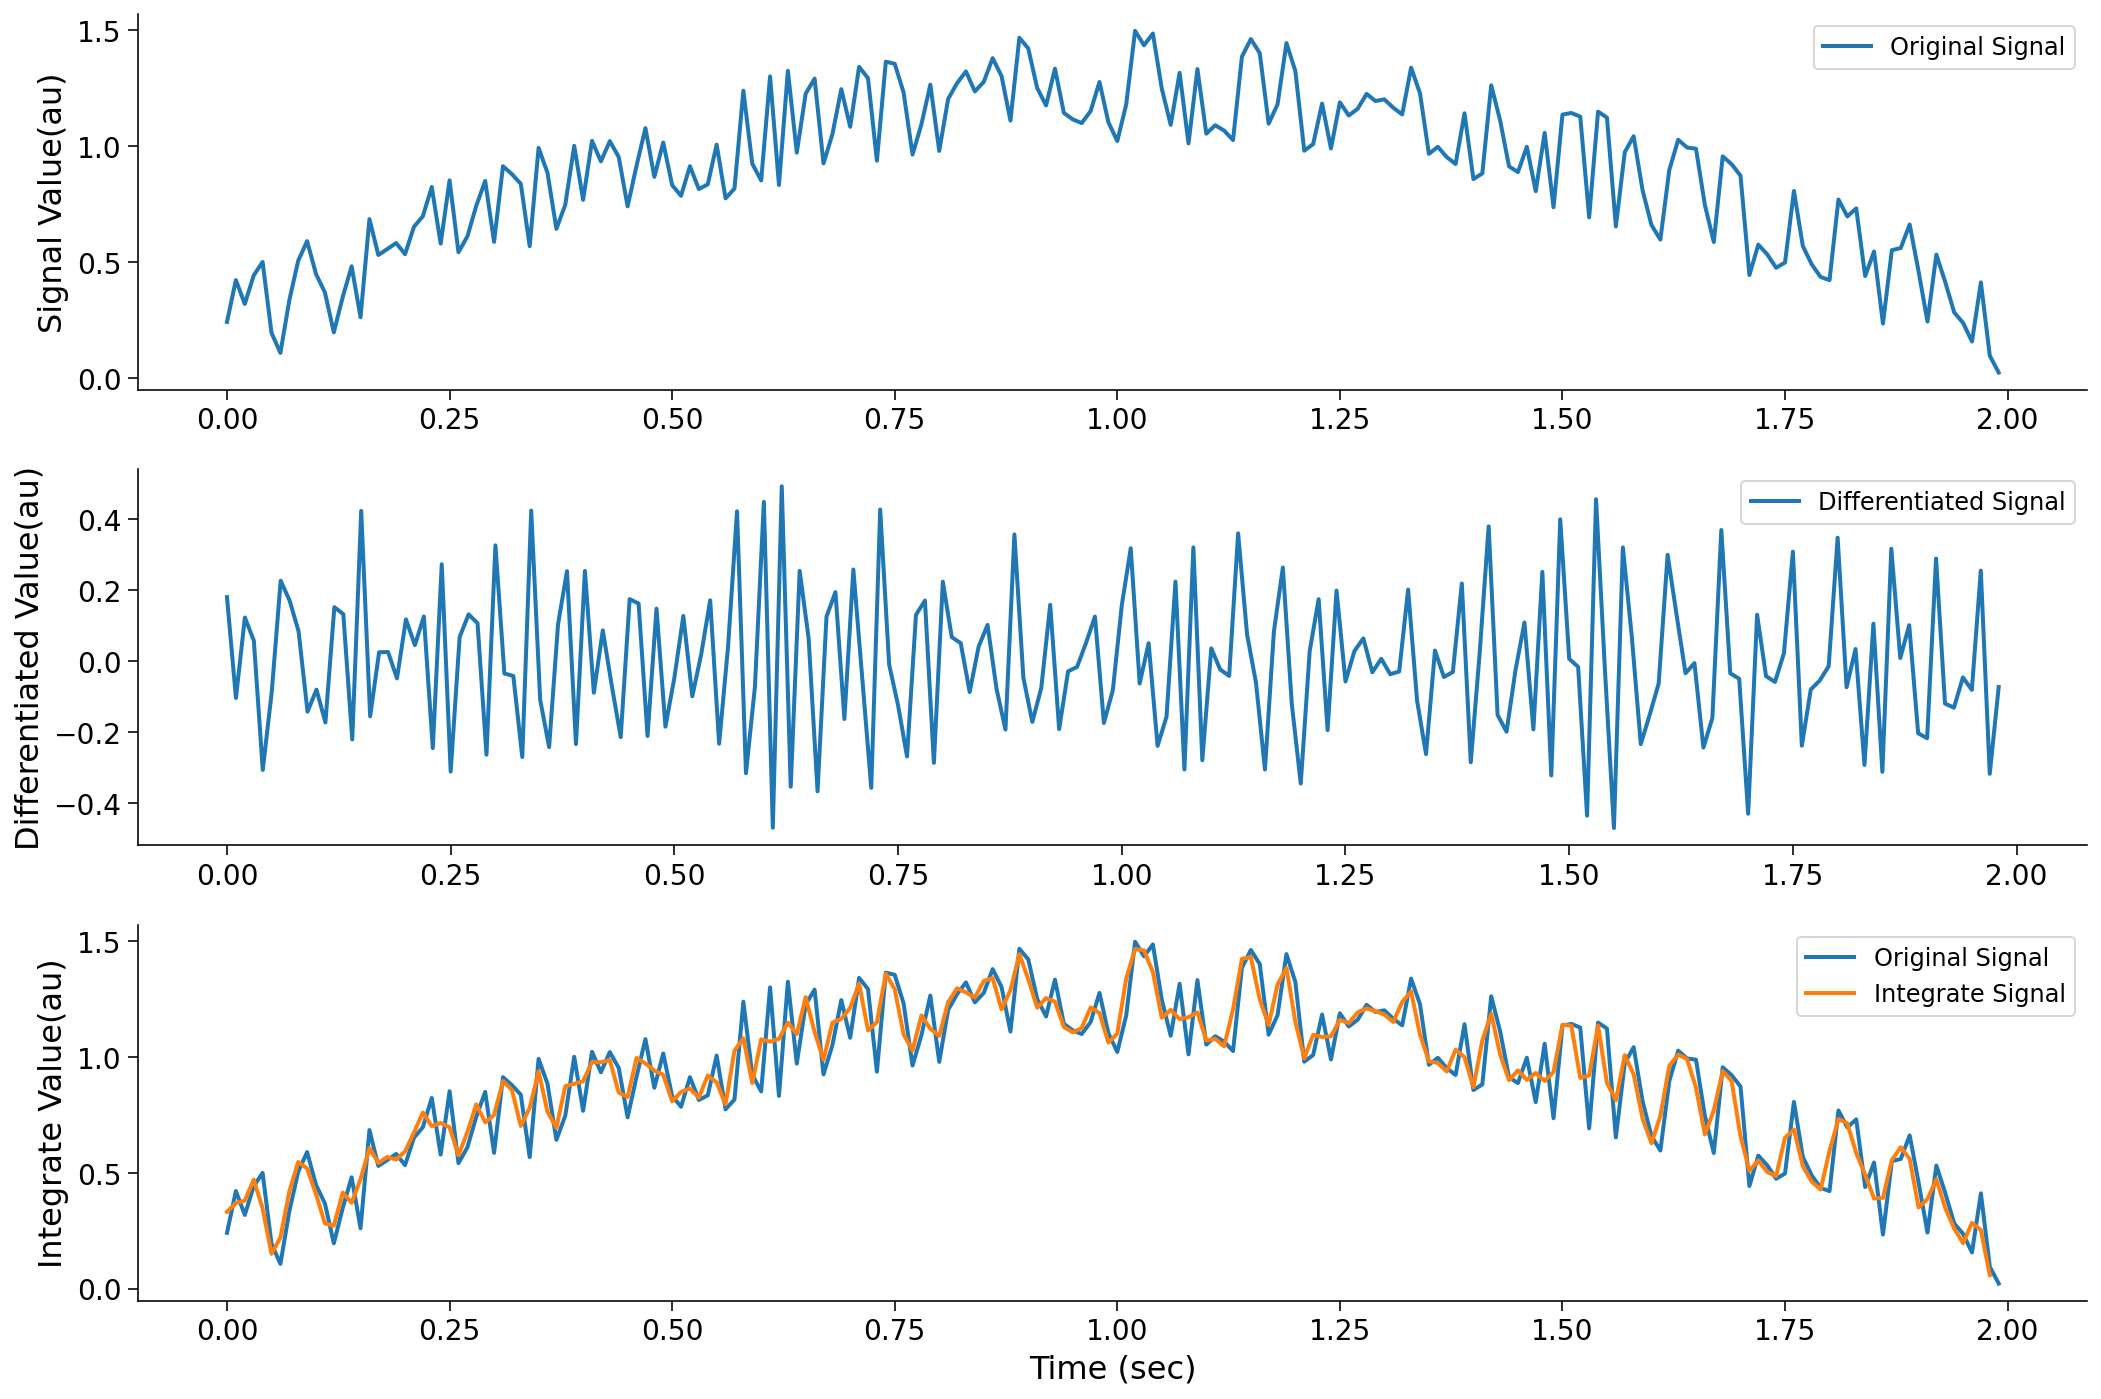 Signal Value(au)
1.5
1.0
0.5
0.0
Original Signal
0.00 0.25 0.50 0.75 1.00 1.25 1.50 1.75 2.00
Differentiated Value(au)
0.4
0.2
0.0
−0.2
−0.4
Differentiated Signal
0.00 0.25 0.50 0.75 1.00 1.25 1.50 1.75 2.00
Integrate Value(au)
1.5
1.0
0.5
0.0
Original Signal
Integrate Signal
0.00 0.25 0.50 0.75 1.00 1.25 1.50 1.75 2.00
Time (sec)